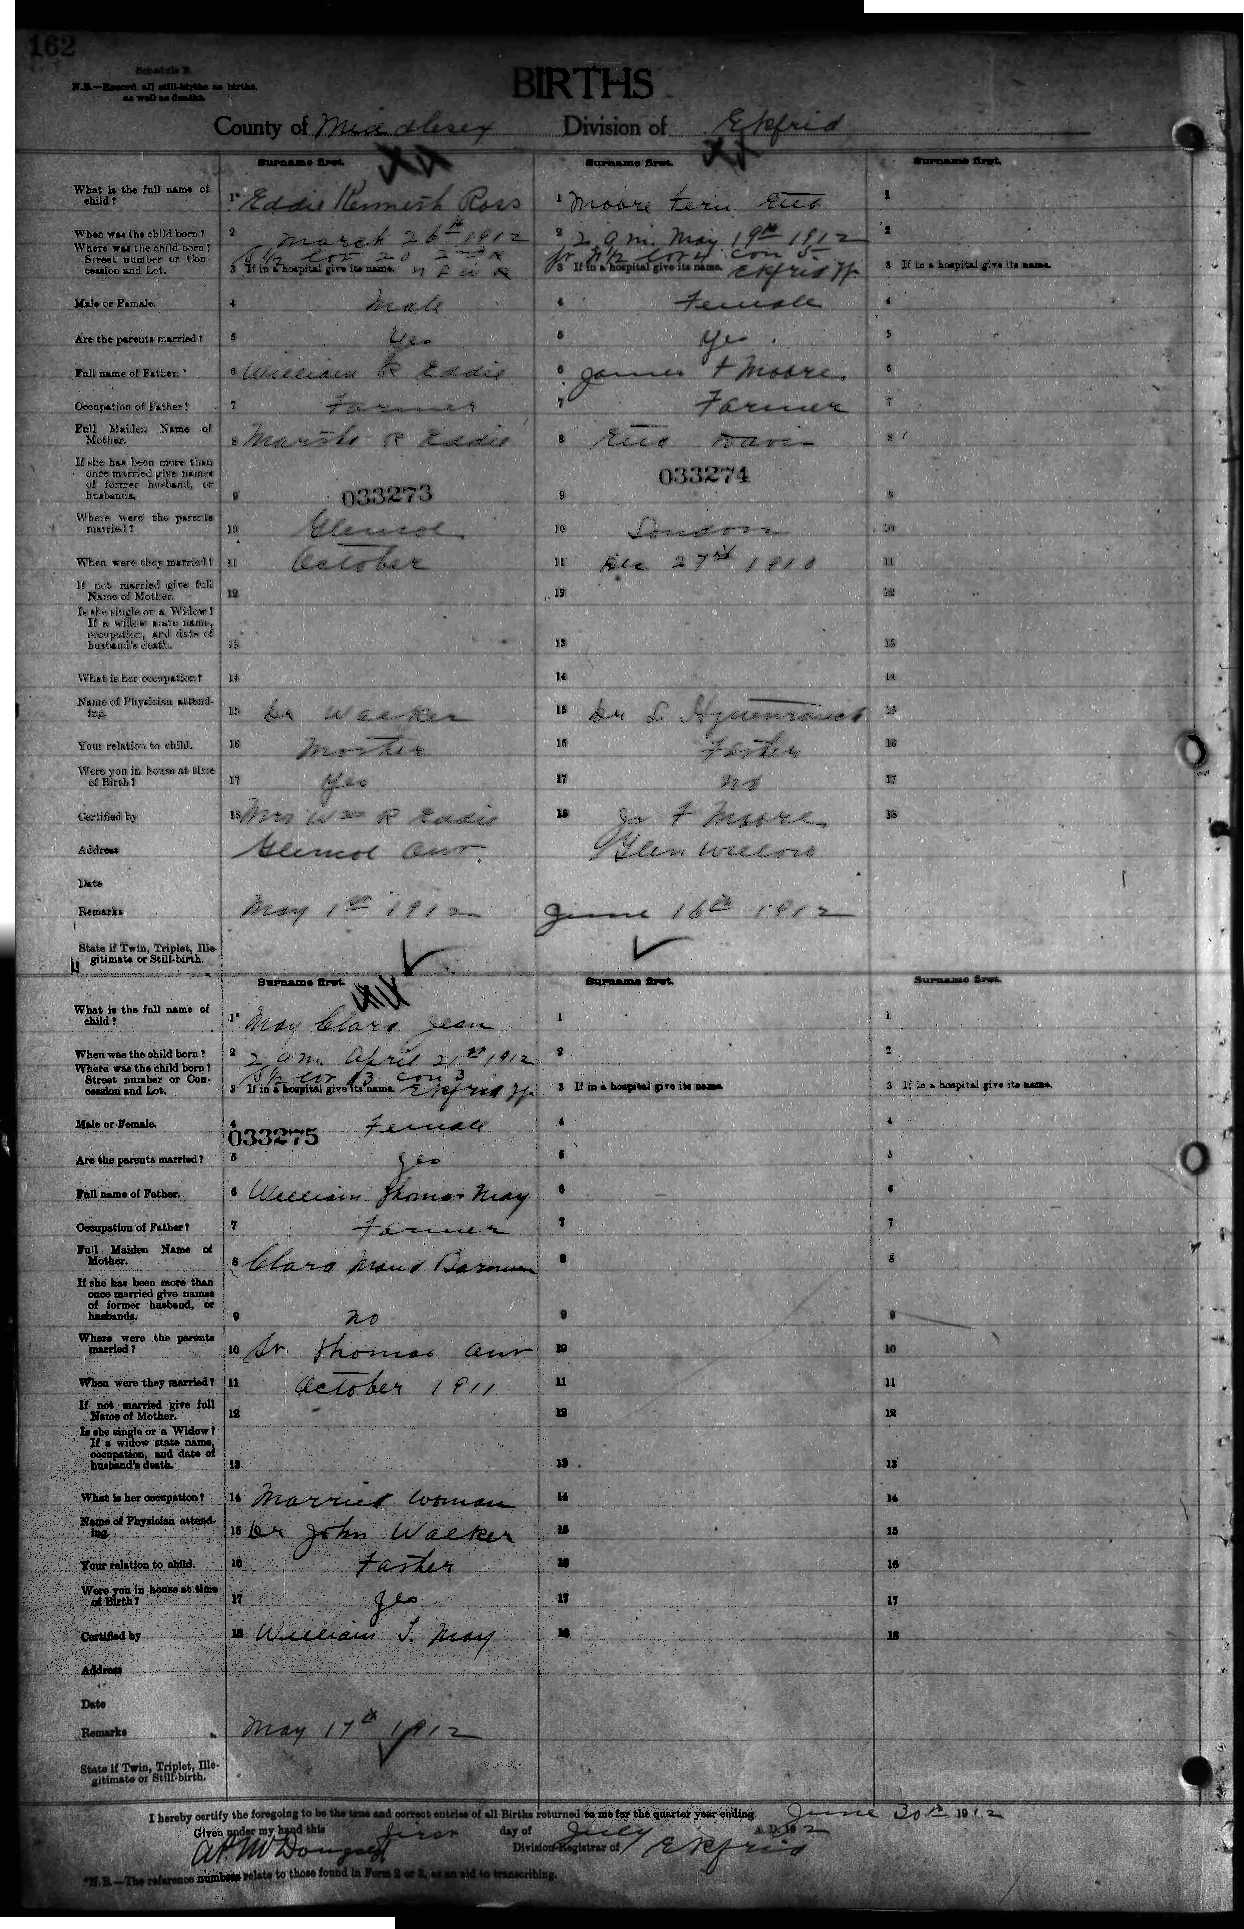 162
Schedule B.
N.B.—Record all still-births as births,
as well as deaths.
BIRTHS
County of Middlesex Division of Ekfrid
Surname first. Surname first. Surname first.
What is the full name of child? 1* Eddie Kenneth Ross 1 Moore Fern Etta 1
When was the child born? 2 March 26th 1912 2 2 a.m. May 19th 1912 2
Where was the child born?
Street number or Concession and Lot. S½ Lot 20 N½ Lot 4 Con 5
3 If in a hospital give its name. 3 If in a hospital give its name. Ekfrid Tp 3 If in a hospital give its name.
Male or Female. 4 Male 4 Female 4
Are the parents married? 5 Yes 5 Yes 5
Full name of Father. 6 William R Eddie 6 James F Moore 6
Occupation of Father? 7 Farmer 7 Farmer 7
Full Maiden Name of Mother. 8 R Eddie 8 Etta Davis 8
If she has been more than once married give names of former husband, or husbands. 9 033273 9 033274 9
Where were the parents married? 10 Glencoe 10 London 10
When were they married? 11 October 11 Dec 27th 1910 11
If not married give full Name of Mother. 12 12 12
Is she single or a Widow? If a widow state name, occupation, and date of husband's death. 13 13 13
What is her occupation? 14 14 14
Name of Physician attending. 15 Dr Walker 15 Dr 15
Your relation to child. 16 Mother 16 Father 16
Were you in house at time of Birth? 17 Yes 17 No 17
Certified by 18 Mrs Wm R Eddie 18 Js F Moore 18
Address Glencoe Ont. Glen Willow
Date
Remarks May 1st 1912 June 16th 1912
State if Twin, Triplet, Illegitimate or Still-birth.
Surname first. Surname first. Surname first.
What is the full name of child? 1* May Clara Jean 1 1
When was the child born? 2 2 a.m. April 21st 1912 2 2
Where was the child born?
Street number or Concession and Lot. S½ Lot 13 Con 3
3 If in a hospital give its name. Ekfrid Tp 3 If in a hospital give its name. 3 If in a hospital give its name.
Male or Female. 4 Female 4 4
033275
Are the parents married? 5 Yes 5 5
Full name of Father. 6 William Thomas May 6 6
Occupation of Father? 7 Farmer 7 7
Full Maiden Name of Mother. 8 Clara Maud 8 8
If she has been more than once married give names of former husband, or husbands. 9 no 9 9
Where were the parents married? 10 St Thomas Ont 10 10
When were they married? 11 October 1911 11 11
If not married give full Name of Mother. 12 12 12
Is she single or a Widow? If a widow state name, occupation, and date of husband's death. 13 13 13
What is her occupation? 14 Married woman 14 14
Name of Physician attending. 15 Dr John Walker 15 15
Your relation to child. 16 Father 16 16
Were you in house at time of Birth? 17 Yes 17 17
Certified by 18 William T. May 18 18
Address
Date
Remarks May 17th 1912
State if Twin, Triplet, Illegitimate or Still-birth.
I hereby certify the foregoing to be the true and correct entries of all Births returned to me for the quarter year ending June 30th 1912
Given under my hand this first day of July A.D. 1912
Division Registrar of Ekfrid
*N.B.—The reference numbers relate to those found in Form 2 or 3, as an aid to transcribing.